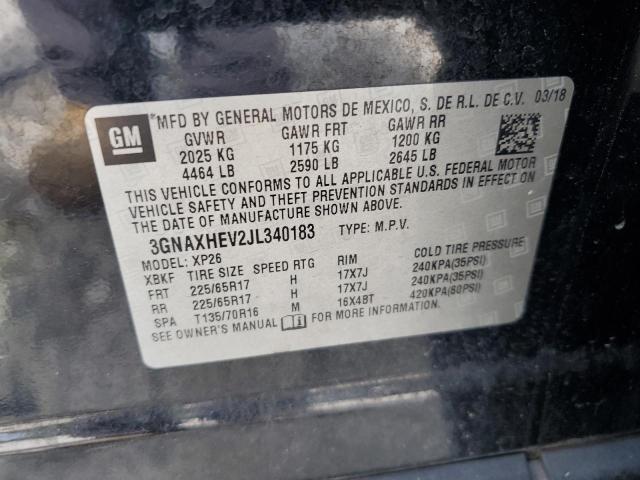 GM
*MFD BY GENERAL MOTORS DE MEXICO, S. DE R.L. DE C.V. 03/18
GVWR GAWR FRT GAWR RR
2025 KG 1175 KG 1200 KG
4464 LB 2590 LB 2645 LB
THIS VEHICLE CONFORMS TO ALL APPLICABLE U.S. FEDERAL MOTOR
VEHICLE SAFETY AND THEFT PREVENTION STANDARDS IN EFFECT ON
THE DATE OF MANUFACTURE SHOWN ABOVE.
3GNAXHEV2JL340183 TYPE: M.P.V.
MODEL: XP26
XBKF TIRE SIZE SPEED RTG RIM COLD TIRE PRESSURE
FRT 225/65R17 H 17X7J 240KPA(35PSI)
RR 225/65R17 H 17X7J 240KPA(35PSI)
SPA T135/70R16 M 16X4BT 420KPA(60PSI)
SEE OWNER'S MANUAL FOR MORE INFORMATION.